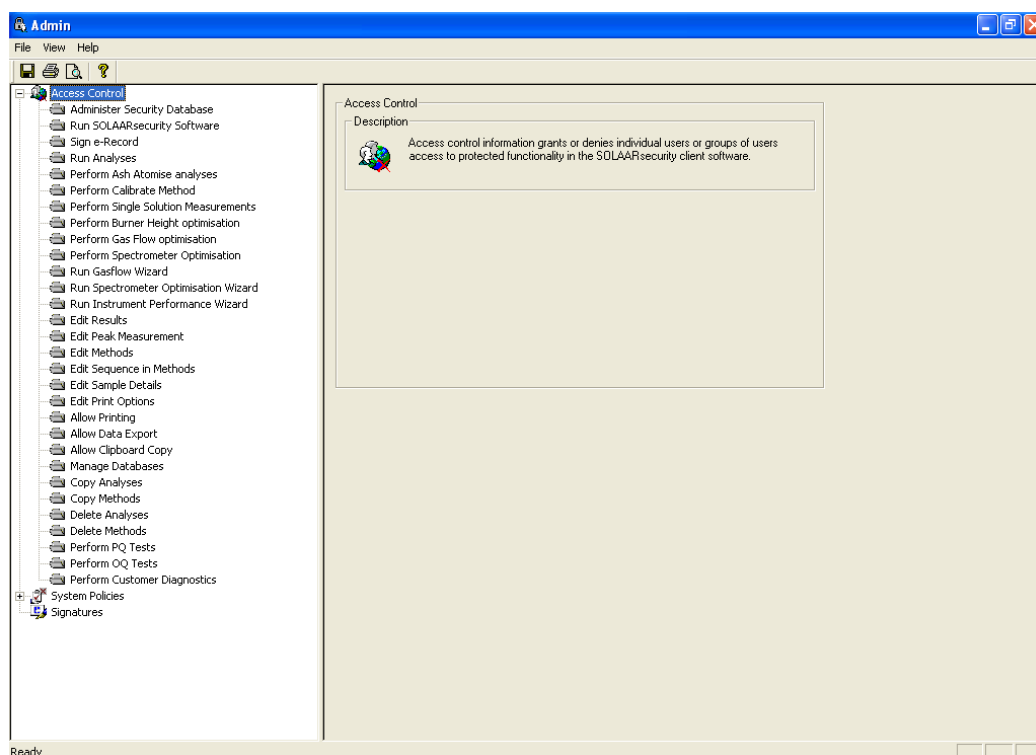 Admin
File View Help
Access Control
Administer Security Database
Run SOLAARsecurity Software
Sign e-Record
Run Analyses
Perform Ash Atomise analyses
Perform Calibrate Method
Perform Single Solution Measurements
Perform Burner Height optimisation
Perform Gas Flow optimisation
Perform Spectrometer Optimisation
Run Gasflow Wizard
Run Spectrometer Optimisation Wizard
Run Instrument Performance Wizard
Edit Results
Edit Peak Measurement
Edit Methods
Edit Sequence in Methods
Edit Sample Details
Edit Print Options
Allow Printing
Allow Data Export
Allow Clipboard Copy
Manage Databases
Copy Analyses
Copy Methods
Delete Analyses
Delete Methods
Perform PQ Tests
Perform OQ Tests
Perform Customer Diagnostics
System Policies
Signatures
Access Control
Description
Access control information grants or denies individual users or groups of users
access to protected functionality in the SOLAARsecurity client software.
Ready